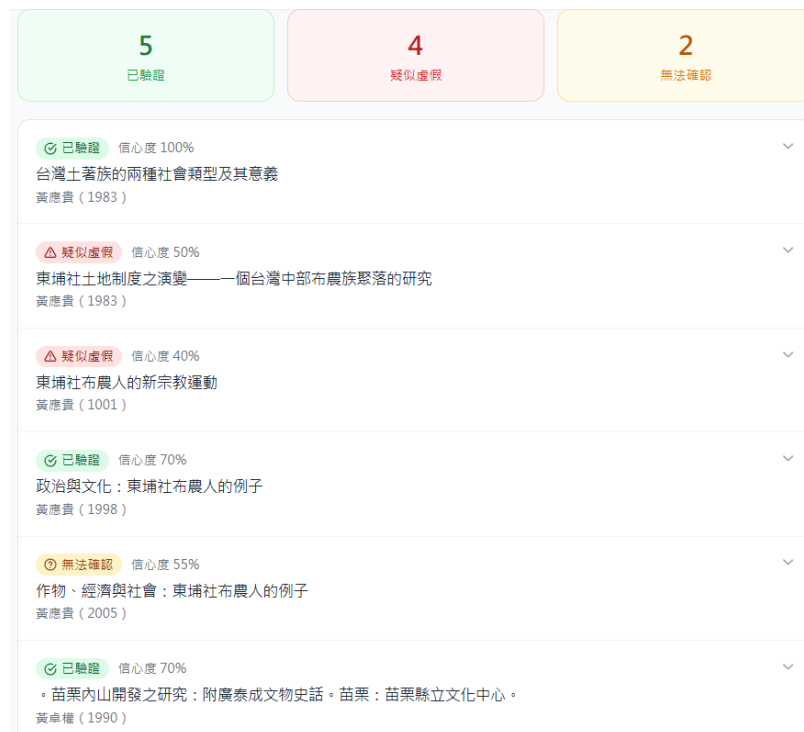 5
已驗證
4
疑似虛假
2
無法確認
已驗證 信心度 100%
台灣土著族的兩種社會類型及其意義
黃應貴 ( 1983 )
疑似虛假 信心度 50%
東埔社土地制度之演變——一個台灣中部布農族聚落的研究
黃應貴 ( 1983 )
疑似虛假 信心度 40%
東埔社布農人的新宗教運動
黃應貴 ( 1001 )
已驗證 信心度 70%
政治與文化：東埔社布農人的例子
黃應貴 ( 1998 )
無法確認 信心度 55%
作物、經濟與社會：東埔社布農人的例子
黃應貴 ( 2005 )
已驗證 信心度 70%
。苗栗內山開發之研究：附廣泰成文物史話。苗栗：苗栗縣立文化中心。
黃卓權 ( 1990 )